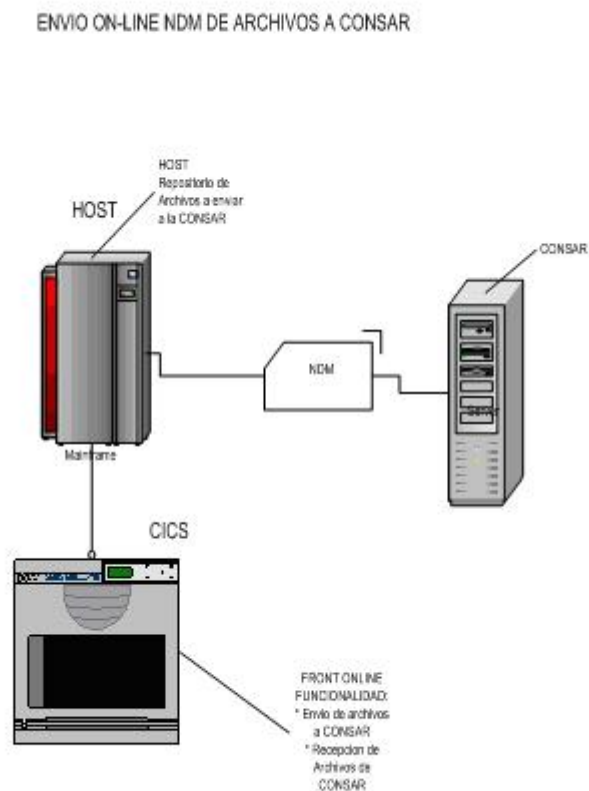 ENVIO ON-LINE NDM DE ARCHIVOS A CONSAR
HOST
Repositorio de
Archivos a enviar
a la CONSAR
HOST
CONSAR
NDM
Server
Mainframe
CICS
FRONT ONLINE
FUNCIONALIDAD:
* Envio de archivos
a CONSAR
* Recepcion de
Archivos de
CONSAR